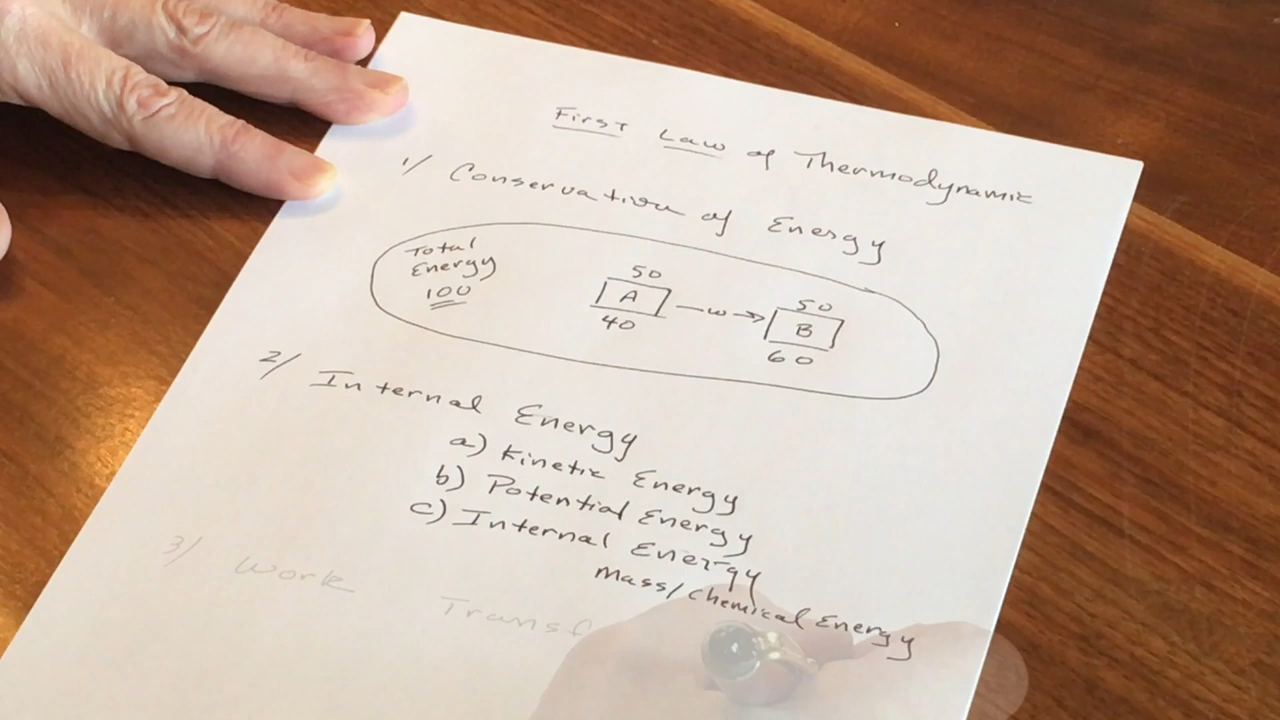 First Law of Thermodynamic
1/ Conservation of Energy
Total
Energy
100
50
A
40
w
50
B
60
2/ Internal Energy
a) Kinetic Energy
b) Potential Energy
c) Internal Energy
Mass/Chemical Energy
3/ Work Transf